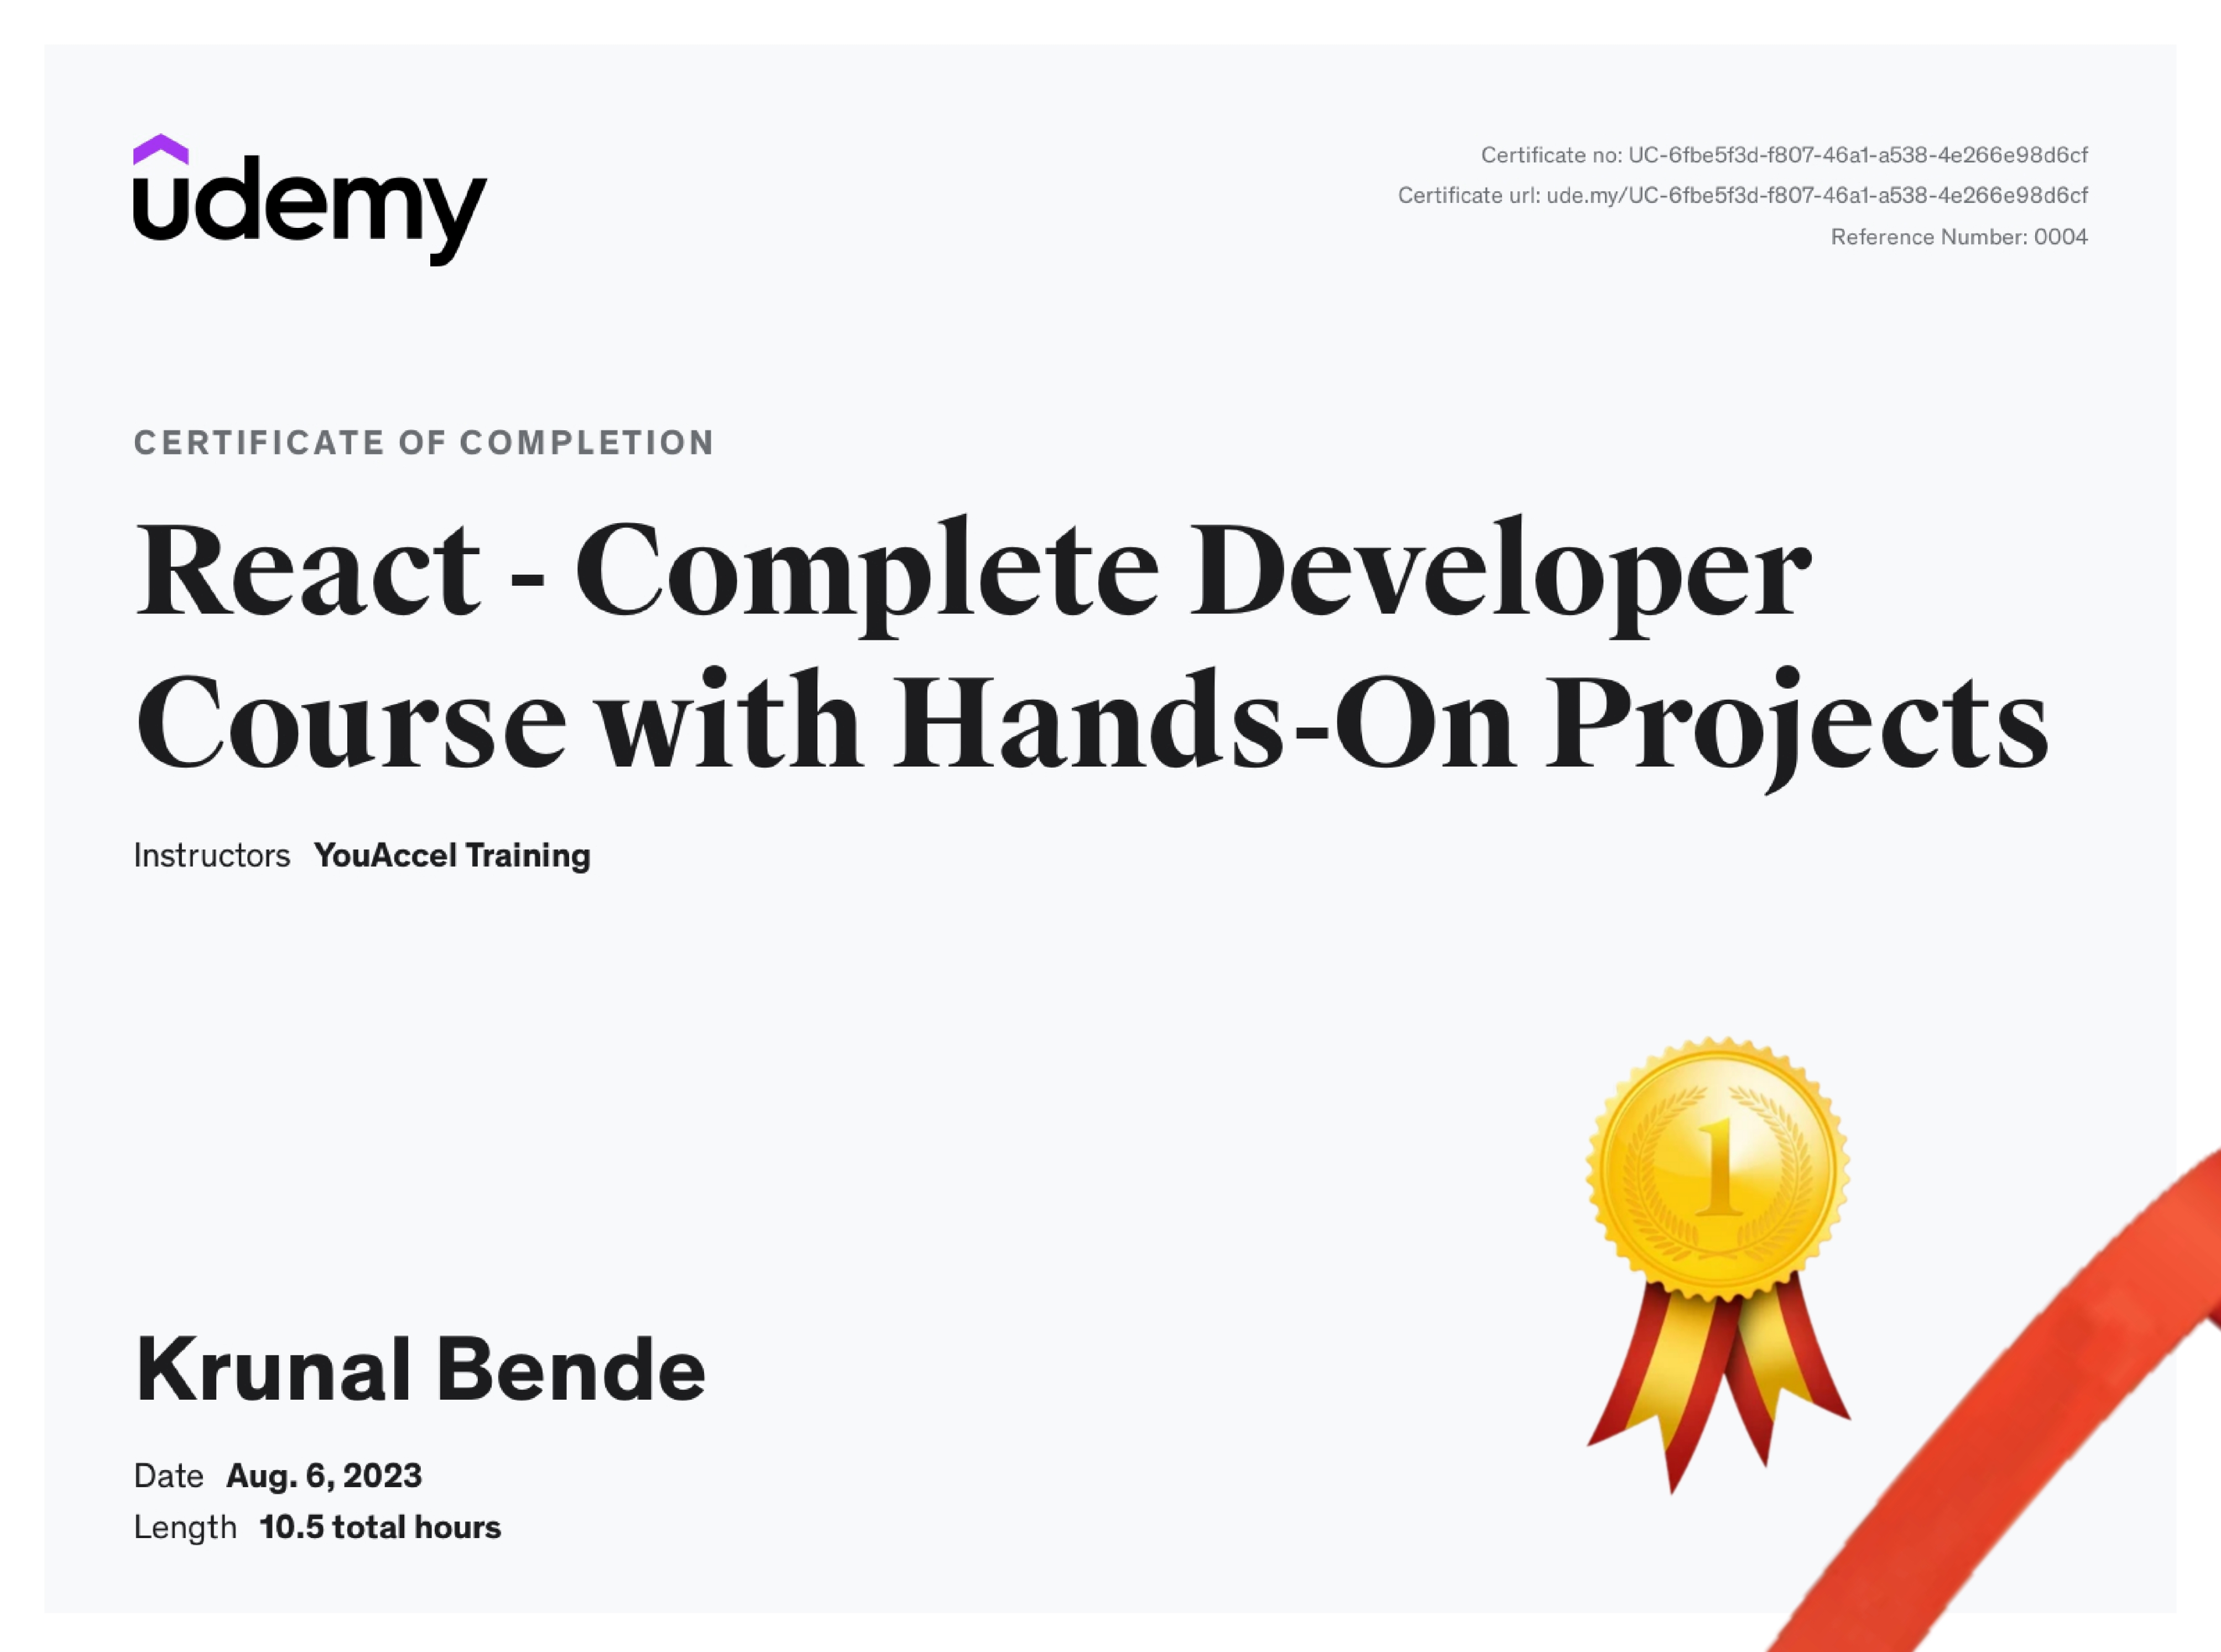 udemy
Certificate no: UC-6fbe5f3d-f807-46a1-a538-4e266e98d6cf
Certificate url: ude.my/UC-6fbe5f3d-f807-46a1-a538-4e266e98d6cf
Reference Number: 0004
CERTIFICATE OF COMPLETION
React - Complete Developer
Course with Hands-On Projects
Instructors YouAccel Training
1
Krunal Bende
Date Aug. 6, 2023
Length 10.5 total hours